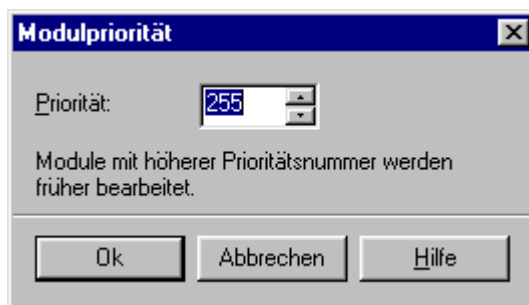 Modulpriorität
Priorität: 255
Module mit höherer Prioritätsnummer werden
früher bearbeitet.
Ok Abbrechen Hilfe